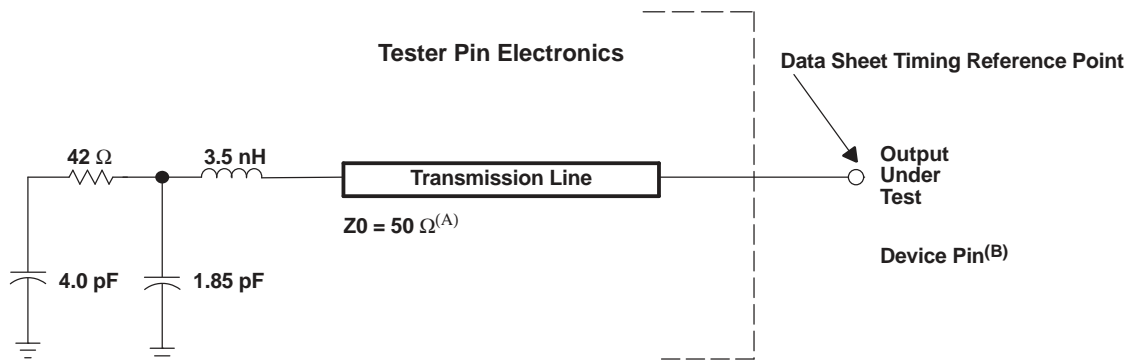 Tester Pin Electronics
Data Sheet Timing Reference Point
42 Ω
3.5 nH
Transmission Line
Output
Under
Test
Z0 = 50 Ω(A)
Device Pin(B)
4.0 pF
1.85 pF